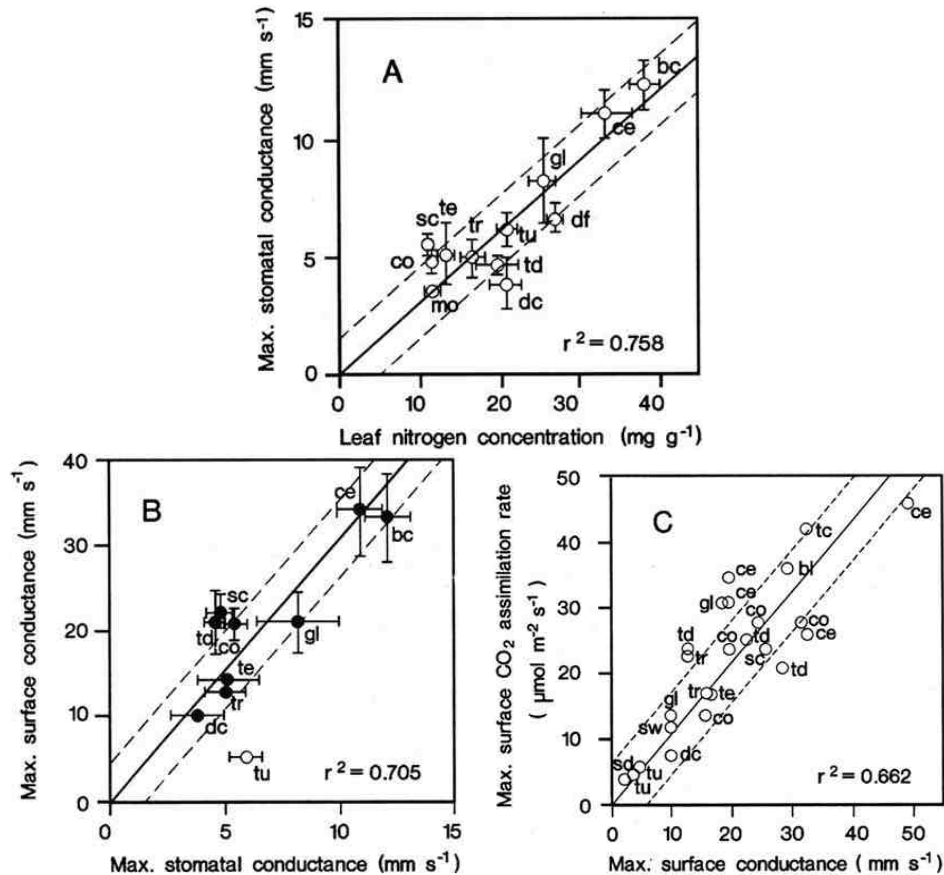 15
Max. stomatal conductance (mm s⁻¹)
A
bc
ce
10
gl
te
sc
tr
df
tu
5
co
td
mo
dc
r² = 0.758
0
0 10 20 30 40
Leaf nitrogen concentration (mg g⁻¹)
40
Max. surface conductance (mm s⁻¹)
B
ce
bc
30
sc
20
td
co
gl
te
tr
10
dc
tu
r² = 0.705
0
0 5 10 15
Max. stomatal conductance (mm s⁻¹)
50
Max. surface CO₂ assimilation rate
( μmol m⁻² s⁻¹ )
C
ce
tc
40
ce
bl
ce
gl
30
co
co
td
co
td
ce
tr
sc
20
td
tr
te
gl
co
sw
10
dc
sd
tu
tu
r² = 0.662
0
0 10 20 30 40 50
Max. surface conductance ( mm s⁻¹)